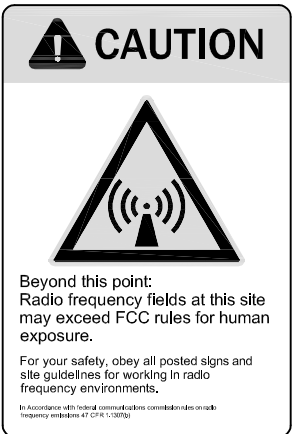 CAUTION
Beyond this point:
Radio frequency fields at this site
may exceed FCC rules for human
exposure.
For your safety, obey all posted signs and
site guidelines for working in radio
frequency environments.
In Accordance with federal communications commission rules on radio
frequency emissions 47 CFR 1.1307(b)